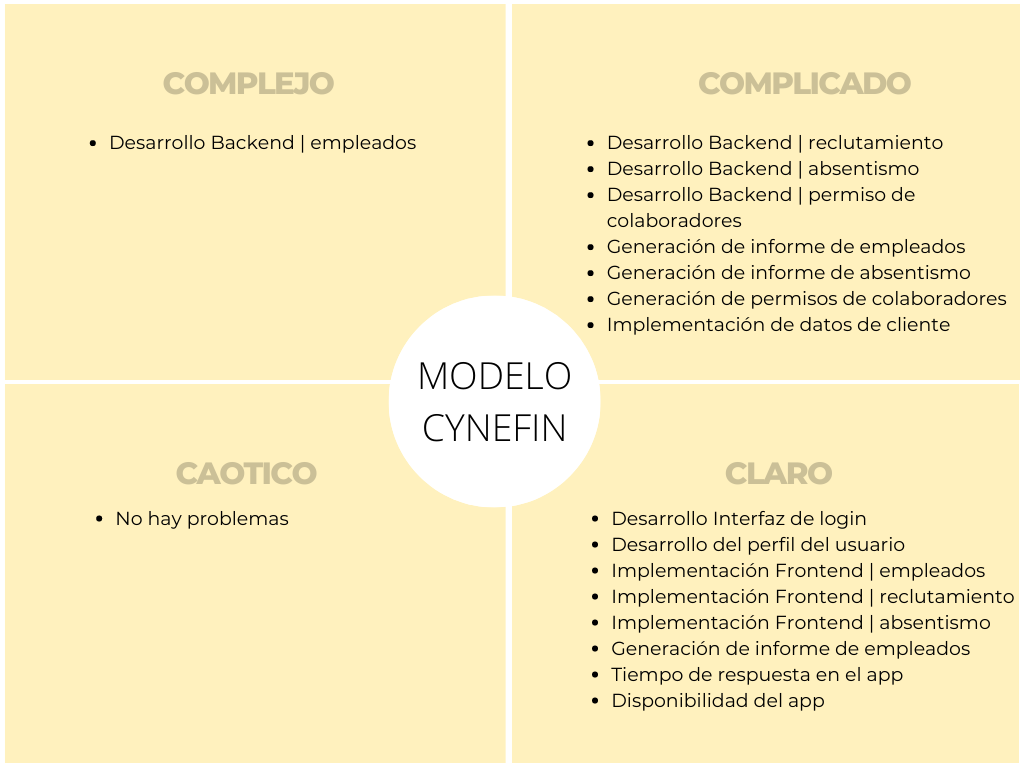 COMPLEJO
• Desarrollo Backend | empleados
COMPLICADO
• Desarrollo Backend | reclutamiento
• Desarrollo Backend | absentismo
• Desarrollo Backend | permiso de
colaboradores
• Generación de informe de empleados
• Generación de informe de absentismo
• Generación de permisos de colaboradores
• Implementación de datos de cliente
MODELO
CYNEFIN
CAOTICO
• No hay problemas
CLARO
• Desarrollo Interfaz de login
• Desarrollo del perfil del usuario
• Implementación Frontend | empleados
• Implementación Frontend | reclutamiento
• Implementación Frontend | absentismo
• Generación de informe de empleados
• Tiempo de respuesta en el app
• Disponibilidad del app